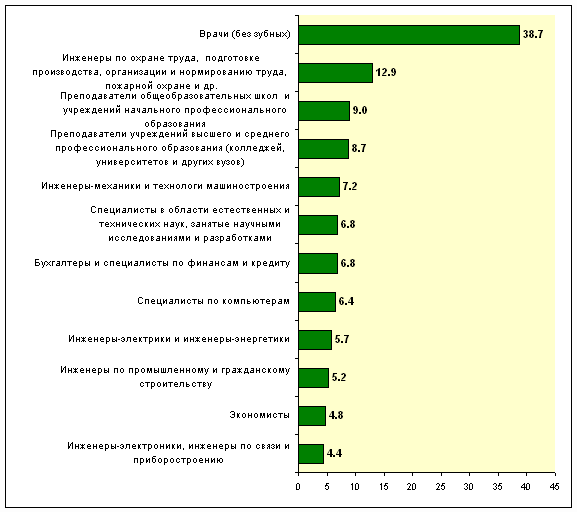 Врачи (без зубных)
38.7
Инженеры по охране труда, подготовке
производства, организации и нормированию труда,
пожарной охране и др.
12.9
Преподаватели общеобразовательных школ и
учреждений начального профессионального
образования
9.0
Преподаватели учреждений высшего и среднего
профессионального образования (колледжей,
университетов и других вузов)
8.7
Инженеры-механики и технологи машиностроения
7.2
Специалисты в области естественных и
технических наук, занятые научными
исследованиями и разработками
6.8
Бухгалтеры и специалисты по финансам и кредиту
6.8
Специалисты по компьютерам
6.4
Инженеры-электрики и инженеры-энергетики
5.7
Инженеры по промышленному и гражданскому
строительству
5.2
Экономисты
4.8
Инженеры-электроники, инженеры по связи и
приборостроению
4.4
0 5 10 15 20 25 30 35 40 45